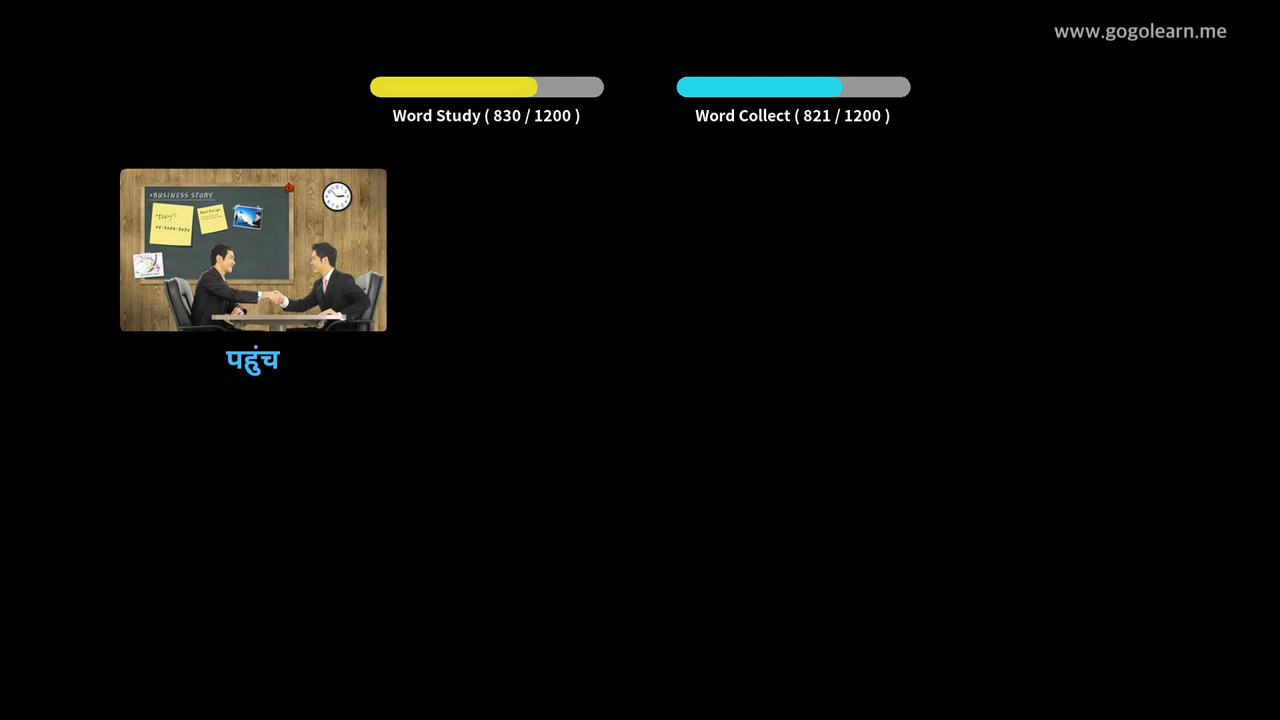 www.gogolearn.me
Word Study ( 830 / 1200 )
Word Collect ( 821 / 1200 )
•BUSINESS STORY
पहुंच